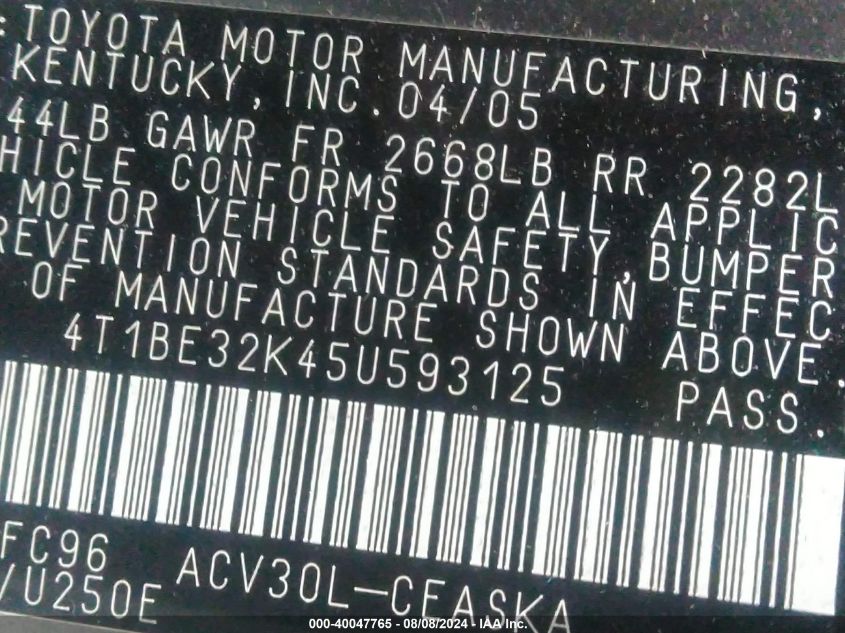 :TOYOTA MOTOR MANUFACTURING,
KENTUCKY, INC. 04/05
44LB GAWR FR 2668LB RR 2282L
HICLE CONFORMS TO ALL APPLIC
MOTOR VEHICLE SAFETY, BUMPER
REVENTION STANDARDS IN EFFEC
OF MANUFACTURE SHOWN ABOVE.
4T1BE32K45U593125 PASS.
FC96 ACV30L-CEASKA
/U250E
000-40047765 - 08/08/2024 - IAA Inc.